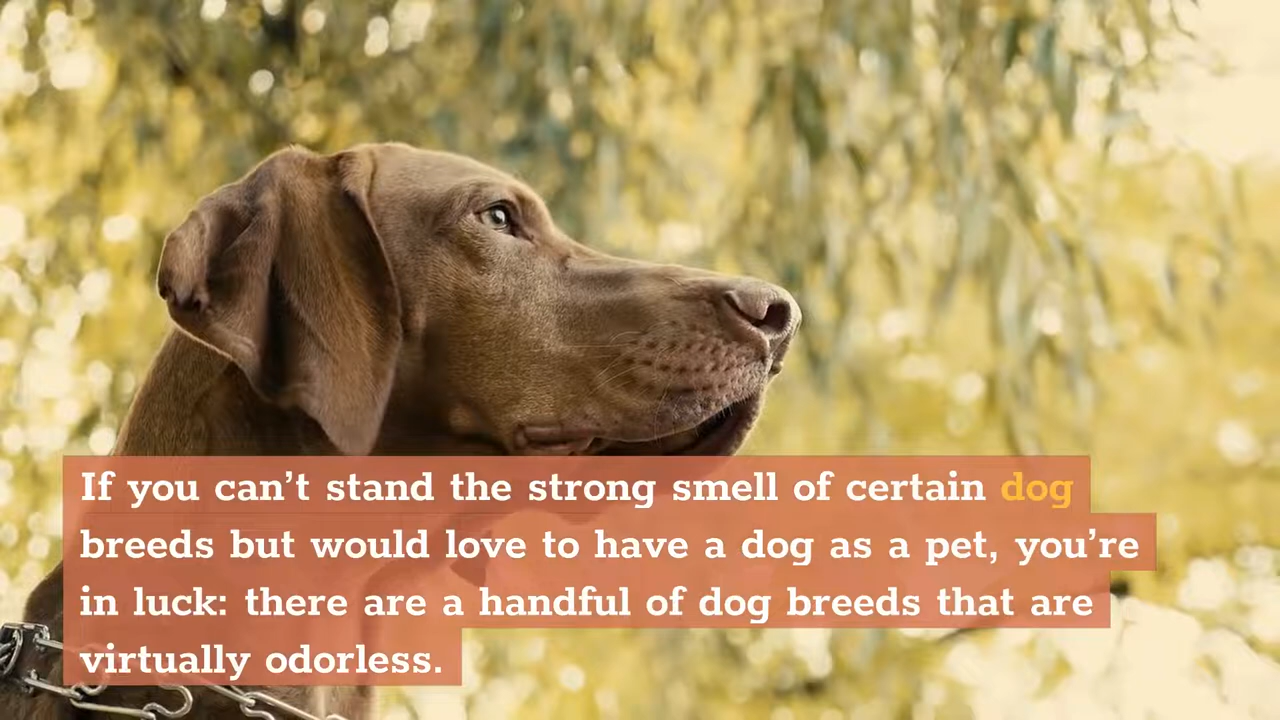 If you can’t stand the strong smell of certain dog
breeds but would love to have a dog as a pet, you’re
in luck: there are a handful of dog breeds that are
virtually odorless.